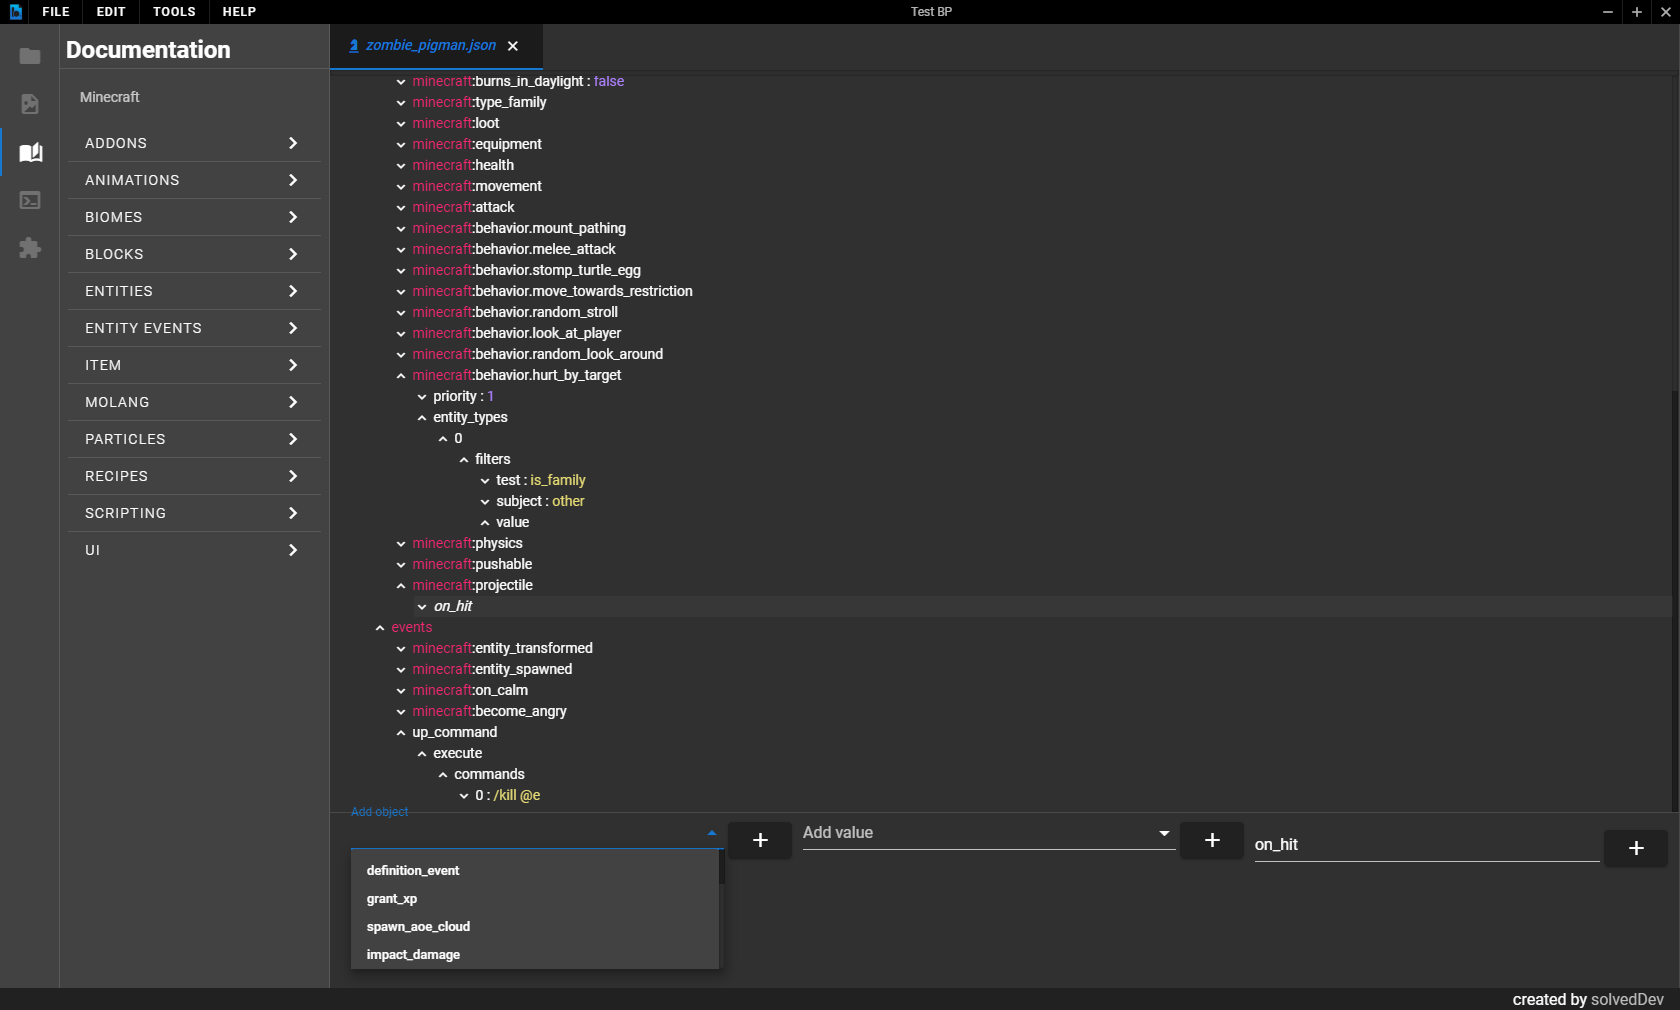 FILE EDIT TOOLS HELP Test BP
Documentation
Minecraft
ADDONS
ANIMATIONS
BIOMES
BLOCKS
ENTITIES
ENTITY EVENTS
ITEM
MOLANG
PARTICLES
RECIPES
SCRIPTING
UI
zombie_pigman.json
minecraft:burns_in_daylight : false
minecraft:type_family
minecraft:loot
minecraft:equipment
minecraft:health
minecraft:movement
minecraft:attack
minecraft:behavior.mount_pathing
minecraft:behavior.melee_attack
minecraft:behavior.stomp_turtle_egg
minecraft:behavior.move_towards_restriction
minecraft:behavior.random_stroll
minecraft:behavior.look_at_player
minecraft:behavior.random_look_around
minecraft:behavior.hurt_by_target
priority : 1
entity_types
0
filters
test : is_family
subject : other
value
minecraft:physics
minecraft:pushable
minecraft:projectile
on_hit
events
minecraft:entity_transformed
minecraft:entity_spawned
minecraft:on_calm
minecraft:become_angry
up_command
execute
commands
0 : /kill @e
Add object
Add value
on_hit
definition_event
grant_xp
spawn_aoe_cloud
impact_damage
created by solvedDev